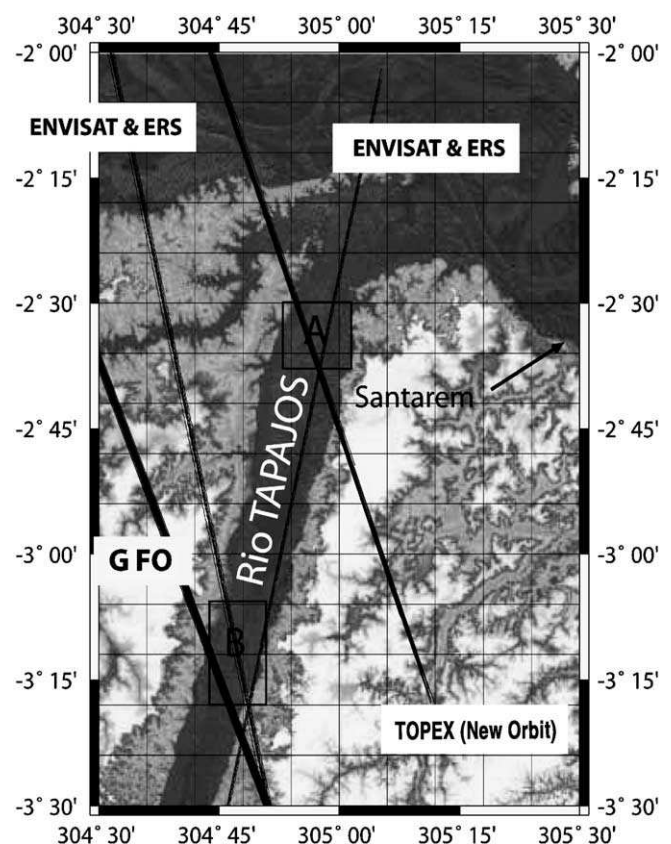 304° 30' 304° 45' 305° 00' 305° 15' 305° 30'
-2° 00' -2° 00'
ENVISAT & ERS
ENVISAT & ERS
-2° 15' -2° 15'
-2° 30' -2° 30'
A
Santarem
-2° 45' -2° 45'
Rio TAPAJOS
-3° 00' -3° 00'
G FO
B
-3° 15' -3° 15'
TOPEX (New Orbit)
-3° 30' -3° 30'
304° 30' 304° 45' 305° 00' 305° 15' 305° 30'